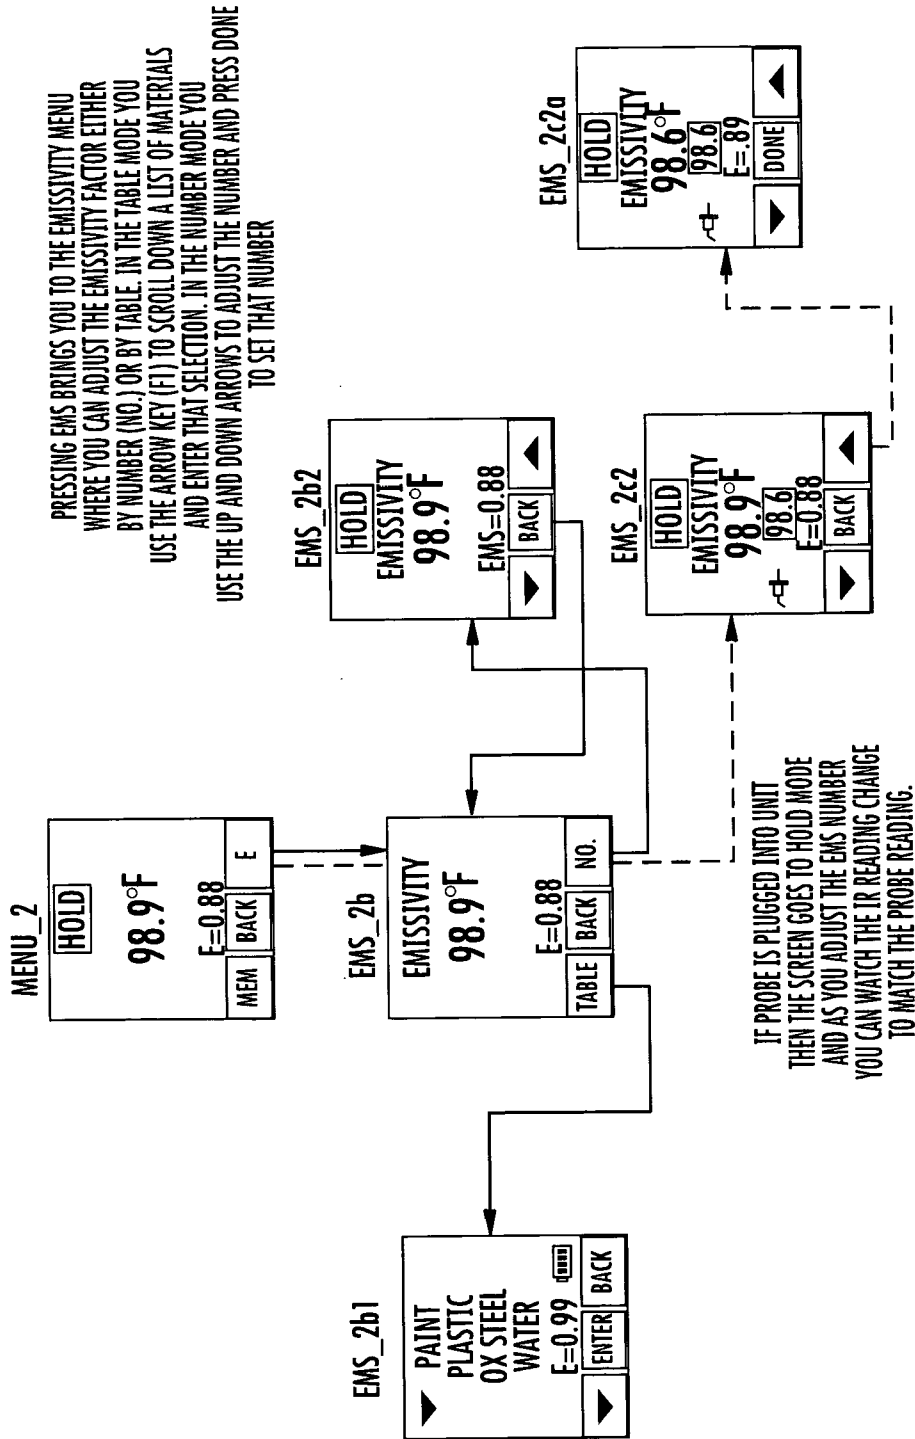 PRESSING EMS BRINGS YOU TO THE EMISSIVITY MENU
WHERE YOU CAN ADJUST THE EMISSIVITY FACTOR EITHER
BY NUMBER (NO.) OR BY TABLE. IN THE TABLE MODE YOU
USE THE ARROW KEY (F1) TO SCROLL DOWN A LIST OF MATERIALS
AND ENTER THAT SELECTION. IN THE NUMBER MODE YOU
USE THE UP AND DOWN ARROWS TO ADJUST THE NUMBER AND PRESS DONE
TO SET THAT NUMBER
MENU_2
HOLD
98.9°F
E=0.88
MEM BACK E
EMS_2b1
PAINT
PLASTIC
OX STEEL
WATER
E=0.99
ENTER BACK
EMS_2b
EMISSIVITY
98.9°F
E=0.88
TABLE BACK NO.
EMS_2b2
HOLD
EMISSIVITY
98.9°F
EMS=0.88
BACK
EMS_2c2
HOLD
EMISSIVITY
98.9°F
98.6
E=0.88
BACK
EMS_2c2a
HOLD
EMISSIVITY
98.6°F
98.6
E=.89
DONE
IF PROBE IS PLUGGED INTO UNIT
THEN THE SCREEN GOES TO HOLD MODE
AND AS YOU ADJUST THE EMS NUMBER
YOU CAN WATCH THE IR READING CHANGE
TO MATCH THE PROBE READING.